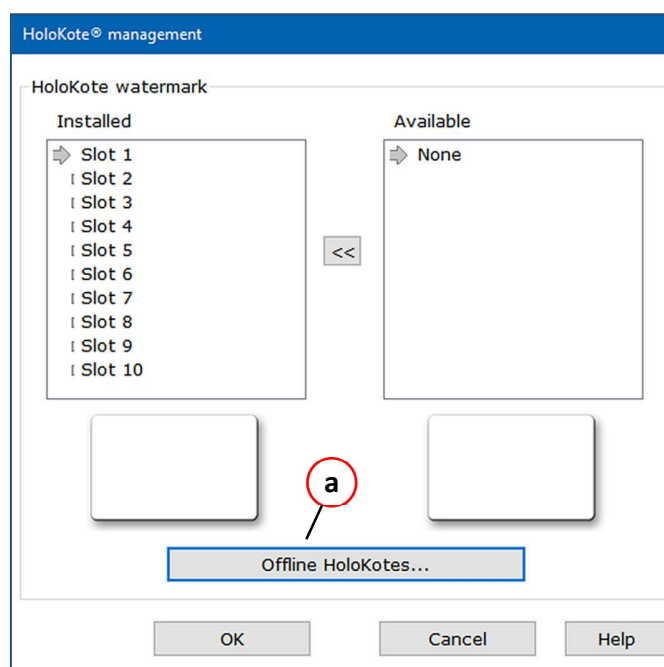 HoloKote® management
HoloKote watermark
Installed
Slot 1
Slot 2
Slot 3
Slot 4
Slot 5
Slot 6
Slot 7
Slot 8
Slot 9
Slot 10
<<
Available
None
a
Offline HoloKotes...
OK
Cancel
Help